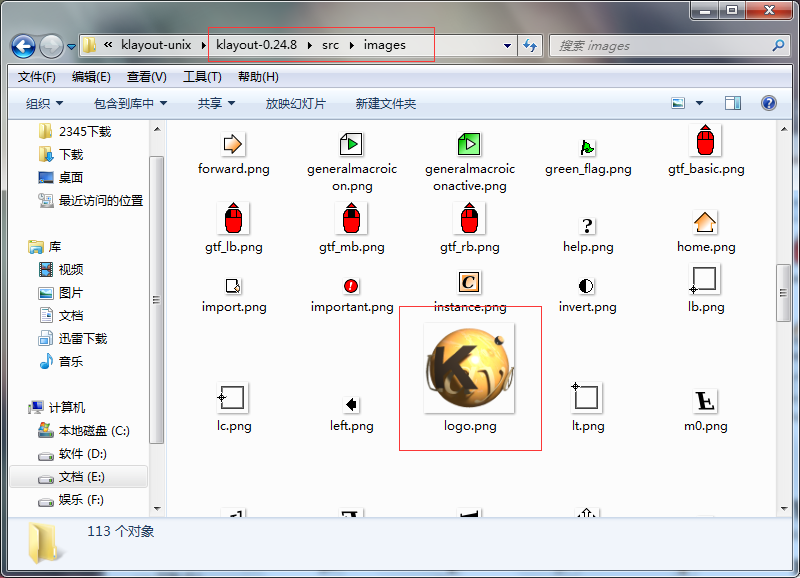 « klayout-unix klayout-0.24.8 src images
搜索 images
文件(F) 编辑(E) 查看(V) 工具(T) 帮助(H)
组织 包含到库中 共享 放映幻灯片 新建文件夹
2345下载
下载
桌面
最近访问的位置
库
视频
图片
文档
迅雷下载
音乐
计算机
本地磁盘 (C:)
软件 (D:)
文档 (E:)
娱乐 (F:)
forward.png
generalmacroic
on.png
generalmacroic
onactive.png
green_flag.png
gtf_basic.png
gtf_lb.png
gtf_mb.png
gtf_rb.png
?
help.png
home.png
import.png
!
important.png
C
instance.png
invert.png
lb.png
lc.png
left.png
K
logo.png
lt.png
E
m0.png
113 个对象